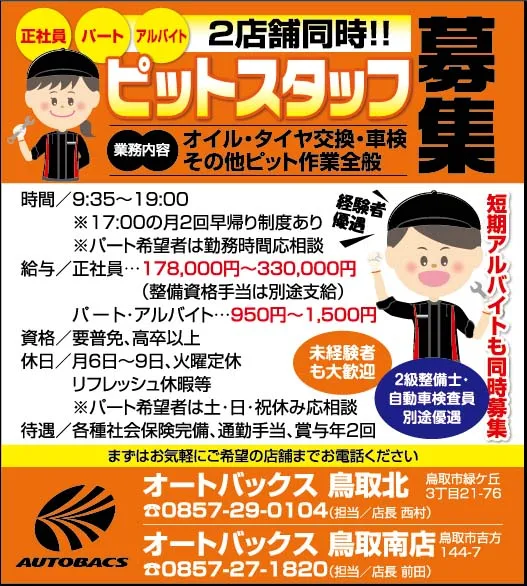 正社員 パート アルバイト
2店舗同時!!
ピットスタッフ
募集
業務内容
オイル・タイヤ交換・車検
その他ピット作業全般
時間／9:35～19:00
※17:00の月2回早帰り制度あり
※パート希望者は勤務時間応相談
給与／正社員…178,000円～330,000円
(整備資格手当は別途支給)
パート・アルバイト…950円～1,500円
資格／要普免、高卒以上
休日／月6日～9日、火曜定休
リフレッシュ休暇等
※パート希望者は土・日・祝休み応相談
待遇／各種社会保険完備、通勤手当、賞与年2回
経験者
優遇
短期アルバイトも同時募集
未経験者
も大歓迎
2級整備士・
自動車検査員
別途優遇
まずはお気軽にご希望の店舗までお電話ください
オートバックス 鳥取北
鳥取市緑ケ丘
3丁目21-76
☎0857-29-0104(担当／店長 西村)
オートバックス 鳥取南店
鳥取市吉方
144-7
☎0857-27-1820(担当／店長 前田)
AUTOBACS